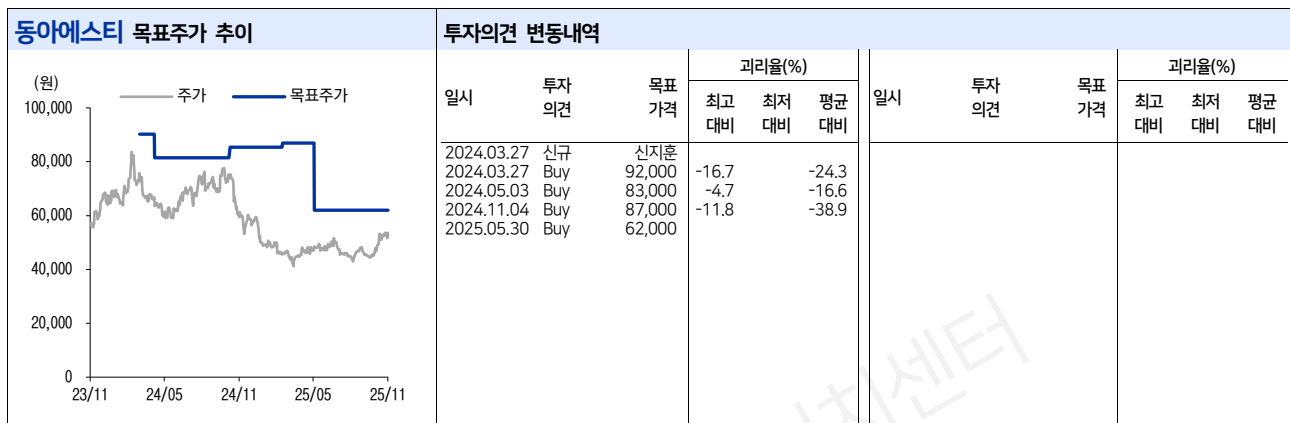 동아에스티 목표주가 추이
(원)
주가 목표주가
100,000
80,000
60,000
40,000
20,000
0
23/11 24/05 24/11 25/05 25/11
투자의견 변동내역
일시 투자의견 목표가격 괴리율(%)
최고대비 최저대비 평균대비
2024.03.27 신규 신지훈
2024.03.27 Buy 92,000 -16.7 -24.3
2024.05.03 Buy 83,000 -4.7 -16.6
2024.11.04 Buy 87,000 -11.8 -38.9
2025.05.30 Buy 62,000
일시 투자의견 목표가격 괴리율(%)
최고대비 최저대비 평균대비
센터